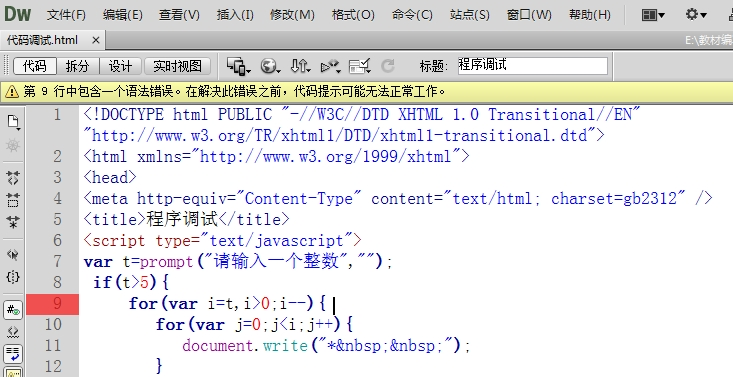 Dw 文件(F) 编辑(E) 查看(V) 插入(I) 修改(M) 格式(O) 命令(C) 站点(S) 窗口(W) 帮助(H)
代码调试.html × E:\教材编
代码 拆分 设计 实时视图 标题: 程序调试
第 9 行中包含一个语法错误。在解决此错误之前，代码提示可能无法正常工作。
1 <!DOCTYPE html PUBLIC "-//W3C//DTD XHTML 1.0 Transitional//EN"
"http://www.w3.org/TR/xhtml1/DTD/xhtml1-transitional.dtd">
2 <html xmlns="http://www.w3.org/1999/xhtml">
3 <head>
4 <meta http-equiv="Content-Type" content="text/html; charset=gb2312" />
5 <title>程序调试</title>
6 <script type="text/javascript">
7 var t=prompt("请输入一个整数","");
8 if(t>5){
9 for(var i=t,i>0;i--){
10 for(var j=0;j<i;j++){
11 document.write("*&nbsp;&nbsp;");
12 }